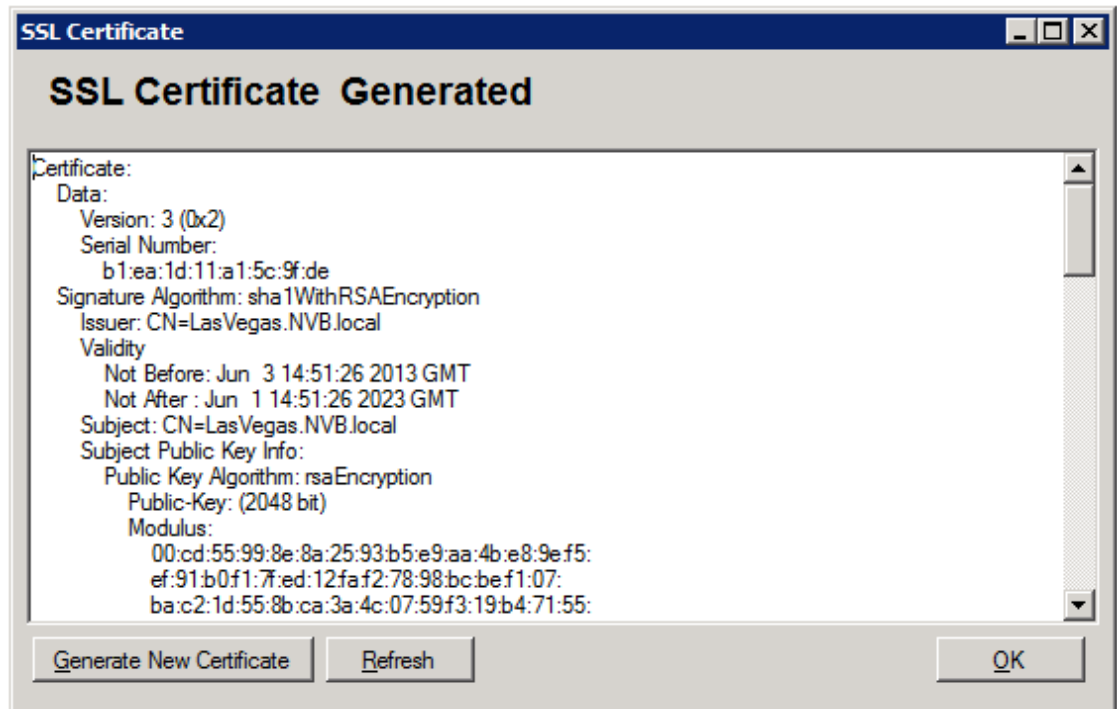 SSL Certificate
SSL Certificate Generated
Certificate:
Data:
Version: 3 (0x2)
Serial Number:
b1:ea:1d:11:a1:5c:9f:de
Signature Algorithm: sha1WithRSAEncryption
Issuer: CN=LasVegas.NVB.local
Validity
Not Before: Jun  3 14:51:26 2013 GMT
Not After : Jun  1 14:51:26 2023 GMT
Subject: CN=LasVegas.NVB.local
Subject Public Key Info:
Public Key Algorithm: rsaEncryption
Public-Key: (2048 bit)
Modulus:
00:cd:55:99:8e:8a:25:93:b5:e9:aa:4b:e8:9e:f5:
ef:91:b0:f1:7f:ed:12:fa:f2:78:98:bc:be:f1:07:
ba:c2:1d:55:8b:ca:3a:4c:07:59:f3:19:b4:71:55:
Generate New Certificate Refresh OK